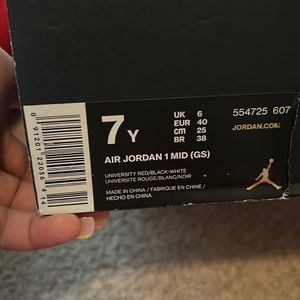 7 Y
UK 6
EUR 40
cm 25
BR 38
554725 607
JORDAN.COM
AIR JORDAN 1 MID (GS)
UNIVERSITY RED/BLACK-WHITE
UNIVERSITE ROUGE/BLANC/NOIR
MADE IN CHINA / FABRIQUE EN CHINE /
HECHO EN CHINA